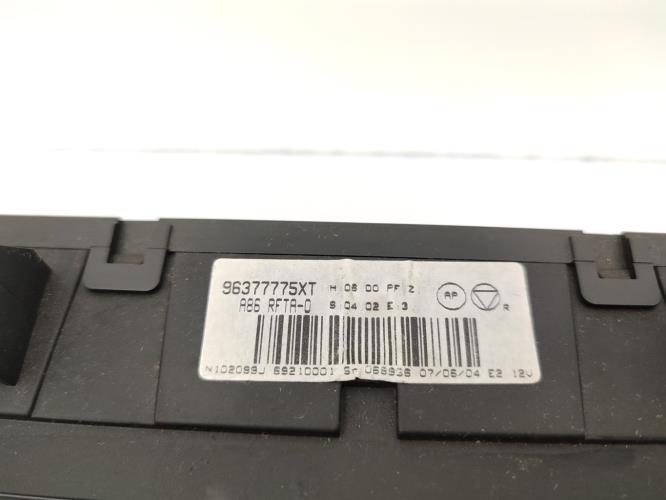 96377775XT H 06 00 PF Z
A86 RFTA-0 S 04 02 E 3
AP R
N102099J 69210001 Sr 068936 07/06/04 E2 12V